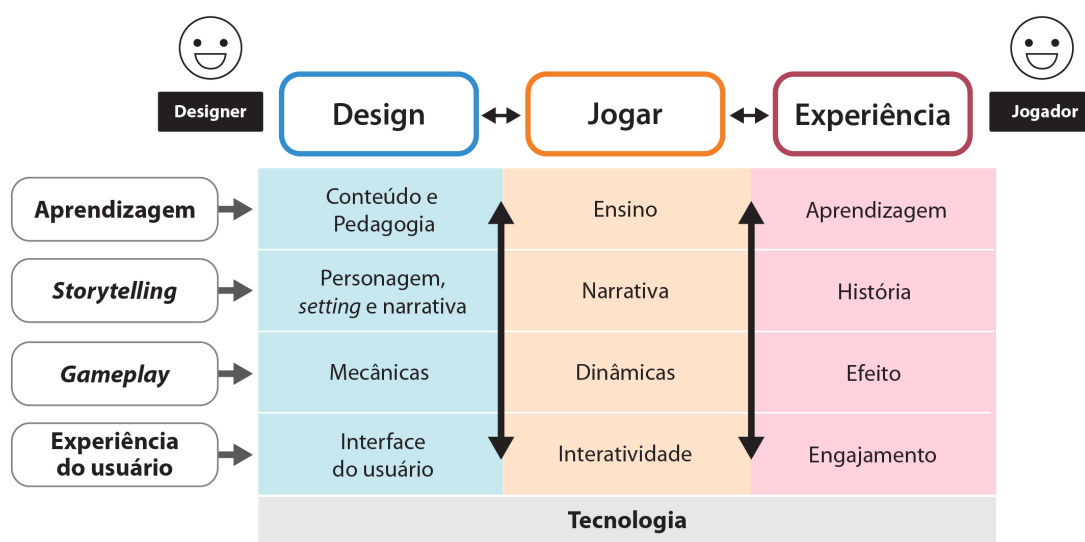 Designer
Design
Jogar
Experiência
Jogador
Aprendizagem
Conteúdo e
Pedagogia
Ensino
Aprendizagem
Storytelling
Personagem,
setting e narrativa
Narrativa
História
Gameplay
Mecânicas
Dinâmicas
Efeito
Experiência
do usuário
Interface
do usuário
Interatividade
Engajamento
Tecnologia